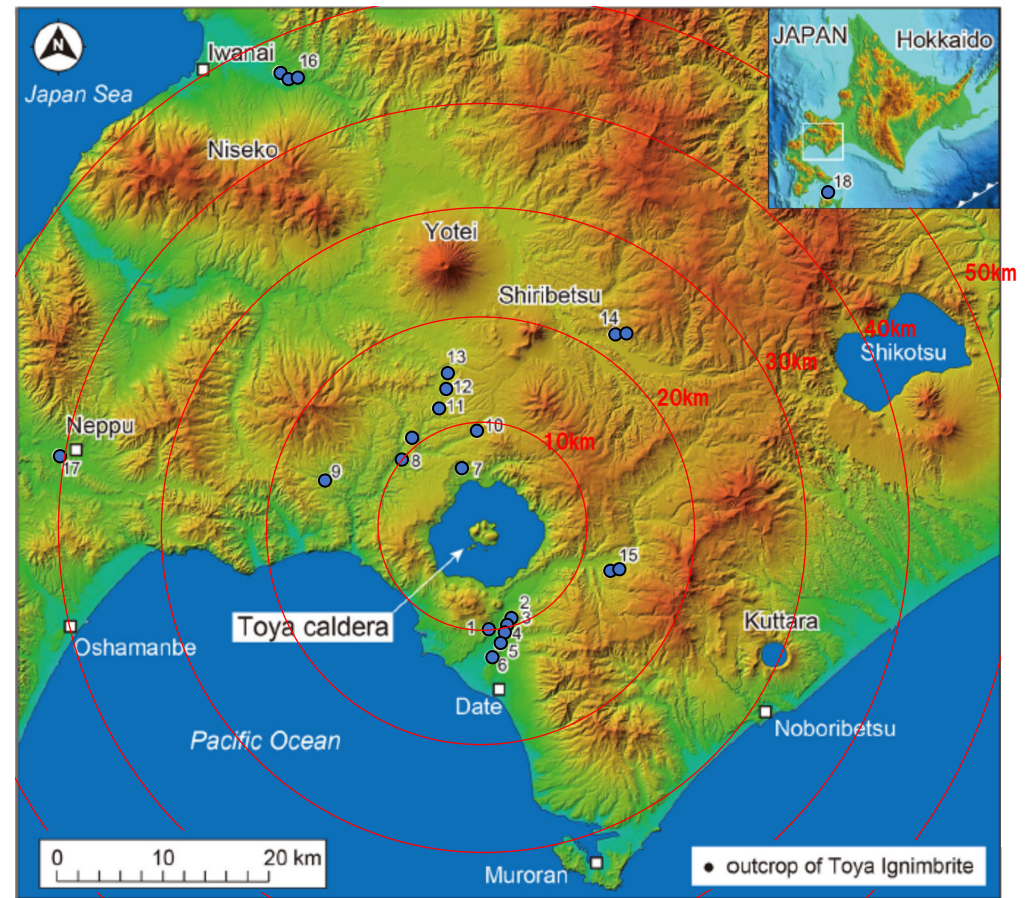 N
Iwanai
16
JAPAN
Hokkaido
Japan Sea
Niseko
18
Yotei
50km
Shiribetsu
14
40km
Shikotsu
13
30km
12
20km
11
Neppu
10
10km
17
9
8
7
15
Toya caldera
2
1
3
4
5
6
Kuttara
Oshamanbe
Date
Noboribetsu
Pacific Ocean
0 10 20 km
Muroran
outcrop of Toya Ignimbrite